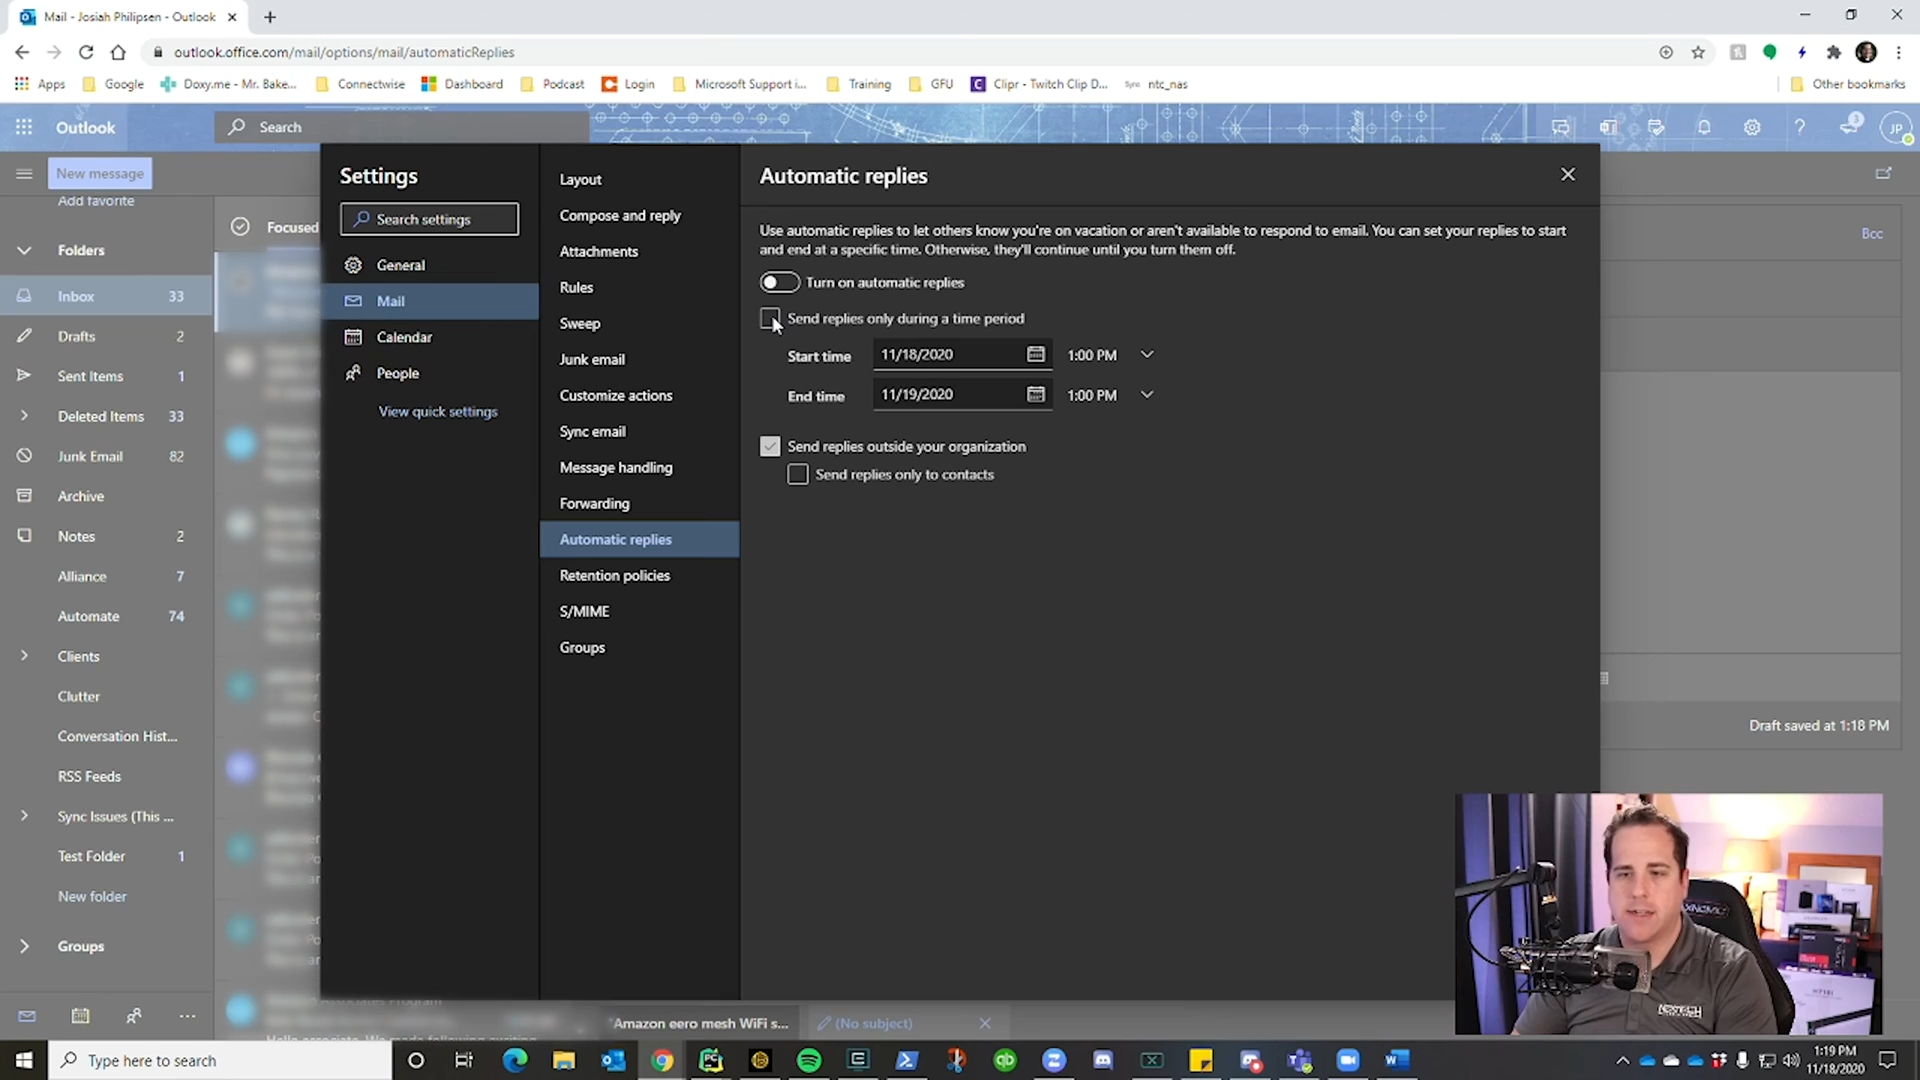 Mail - Josiah Philipsen - Outlook
outlook.office.com/mail/options/mail/automaticReplies
Apps
Google
Doxy.me - Mr. Bake...
Connectwise
Dashboard
Podcast
Login
Microsoft Support i...
Training
GFU
Clipr - Twitch Clip D...
Sync ntc_nas
Other bookmarks
Outlook
Search
3
JP
New message
Add favorite
Folders
Inbox 33
Drafts 2
Sent Items 1
Deleted Items 33
Junk Email 82
Archive
Notes 2
Alliance 7
Automate 74
Clients
Clutter
Conversation Hist...
RSS Feeds
Sync Issues (This ...
Test Folder 1
New folder
Groups
Focused
Settings
Search settings
General
Mail
Calendar
People
View quick settings
Layout
Compose and reply
Attachments
Rules
Sweep
Junk email
Customize actions
Sync email
Message handling
Forwarding
Automatic replies
Retention policies
S/MIME
Groups
Automatic replies
Use automatic replies to let others know you're on vacation or aren't available to respond to email. You can set your replies to start
and end at a specific time. Otherwise, they'll continue until you turn them off.
Turn on automatic replies
Send replies only during a time period
Start time 11/18/2020 1:00 PM
End time 11/19/2020 1:00 PM
Send replies outside your organization
Send replies only to contacts
Bcc
Draft saved at 1:18 PM
NEXTECH
Associates Program
"Amazon eero mesh WiFi s...
(No subject)
Type here to search
1:19 PM
11/18/2020